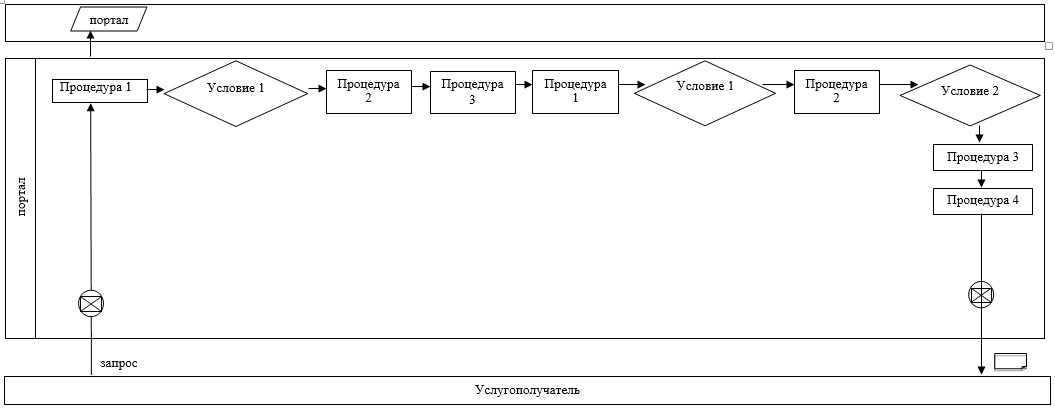 портал
Процедура 1
Условие 1
Процедура
2
Процедура
3
Процедура
1
Условие 1
Процедура
2
Условие 2
Процедура 3
Процедура 4
портал
запрос
Услугополучатель